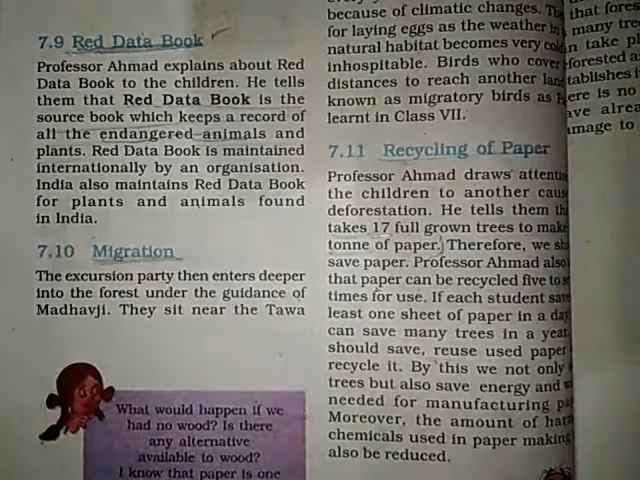 7.9 Red Data Book
Professor Ahmad explains about Red
Data Book to the children. He tells
them that Red Data Book is the
source book which keeps a record of
all the endangered animals and
plants. Red Data Book is maintained
internationally by an organisation.
India also maintains Red Data Book
for plants and animals found
in India.
7.10 Migration
The excursion party then enters deeper
into the forest under the guidance of
Madhavji. They sit near the Tawa
What would happen if we
had no wood? Is there
any alternative
available to wood?
I know that paper is one
because of climatic changes.
for laying eggs as the weather in
natural habitat becomes very
inhospitable. Birds who cover
distances to reach another
known as migratory birds as
learnt in Class VII.
7.11 Recycling of Paper
Professor Ahmad draws
the children to another
deforestation. He tells them
takes 17 full grown trees to make
tonne of paper. Therefore, we
save paper. Professor Ahmad also
that paper can be recycled five to
times for use. If each student
least one sheet of paper in a day
can save many trees in a year
should save, reuse used paper
recycle it. By this we not only
trees but also save energy and
needed for manufacturing
Moreover, the amount of
chemicals used in paper making
also be reduced.
that
many
take
no
to